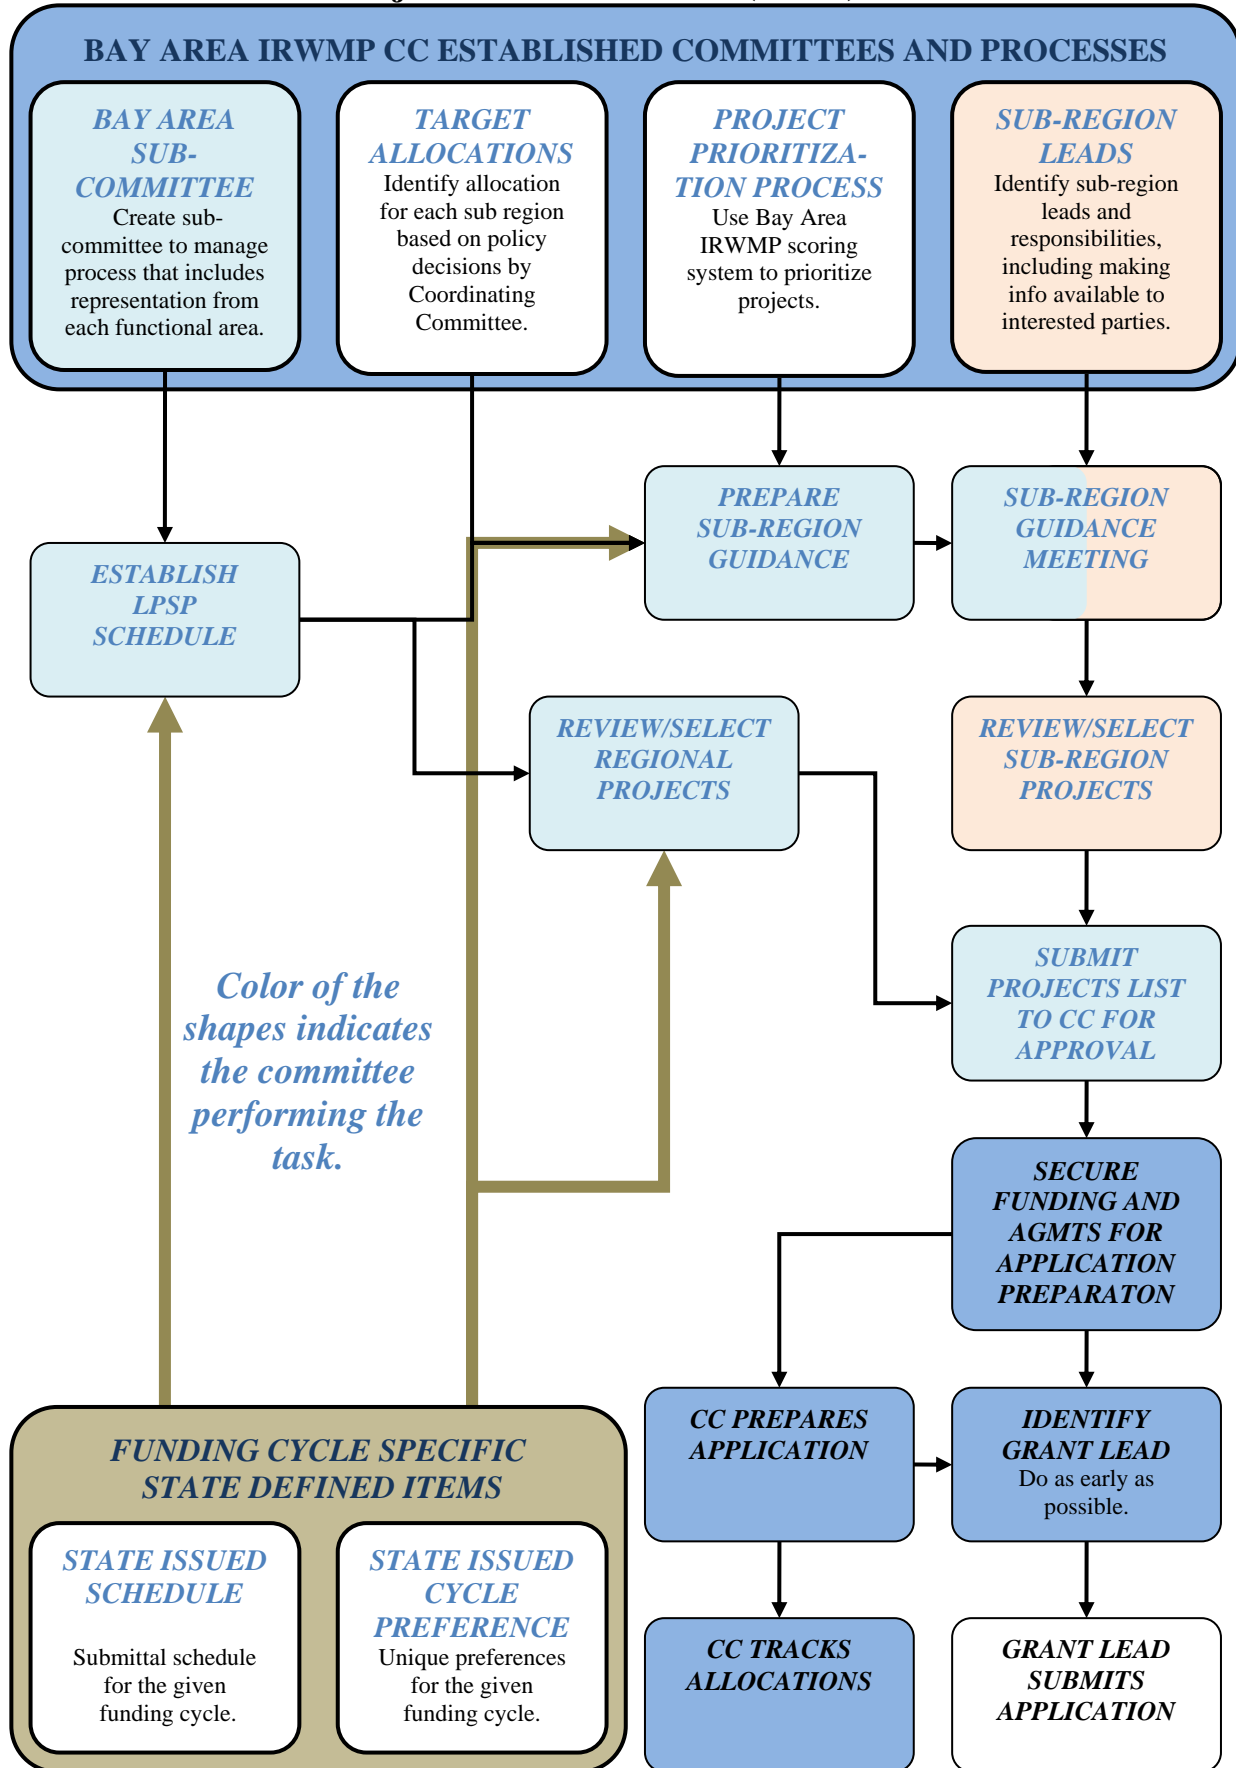 BAY AREA IRWMP CC ESTABLISHED COMMITTEES AND PROCESSES
BAY AREA
SUB-
COMMITTEE
Create sub-
committee to manage
process that includes
representation from
each functional area.
TARGET
ALLOCATIONS
Identify allocation
for each sub region
based on policy
decisions by
Coordinating
Committee.
PROJECT
PRIORITIZA-
TION PROCESS
Use Bay Area
IRWMP scoring
system to prioritize
projects.
SUB-REGION
LEADS
Identify sub-region
leads and
responsibilities,
including making
info available to
interested parties.
PREPARE
SUB-REGION
GUIDANCE
SUB-REGION
GUIDANCE
MEETING
ESTABLISH
LPSP
SCHEDULE
REVIEW/SELECT
REGIONAL
PROJECTS
REVIEW/SELECT
SUB-REGION
PROJECTS
Color of the
shapes indicates
the committee
performing the
task.
SUBMIT
PROJECTS LIST
TO CC FOR
APPROVAL
SECURE
FUNDING AND
AGMTS FOR
APPLICATION
PREPARATON
CC PREPARES
APPLICATION
IDENTIFY
GRANT LEAD
Do as early as
possible.
FUNDING CYCLE SPECIFIC
STATE DEFINED ITEMS
STATE ISSUED
SCHEDULE
Submittal schedule
for the given
funding cycle.
STATE ISSUED
CYCLE
PREFERENCE
Unique preferences
for the given
funding cycle.
CC TRACKS
ALLOCATIONS
GRANT LEAD
SUBMITS
APPLICATION